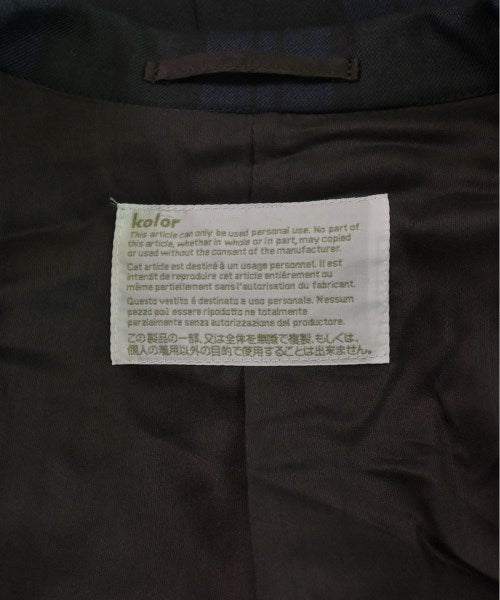 kolor
This article can only be used personal use. No part of
this article, whether in whole or in part, may copied
or used without the consent of the manufacturer.
Cet article est destiné à un usage personnel. Il est
interdit de reproduire cet article entièrement ou
même partiellement sans l'autorisation du fabricant.
Questo vestito é destinato a uso personale. Nessum
pezzo può essere ripodotto ne totalmente
parzialmente senza autorizzazione del produttore.
この製品の一部、又は全体を無断で複製、もしくは、
個人の着用以外の目的で使用することは出来ません。